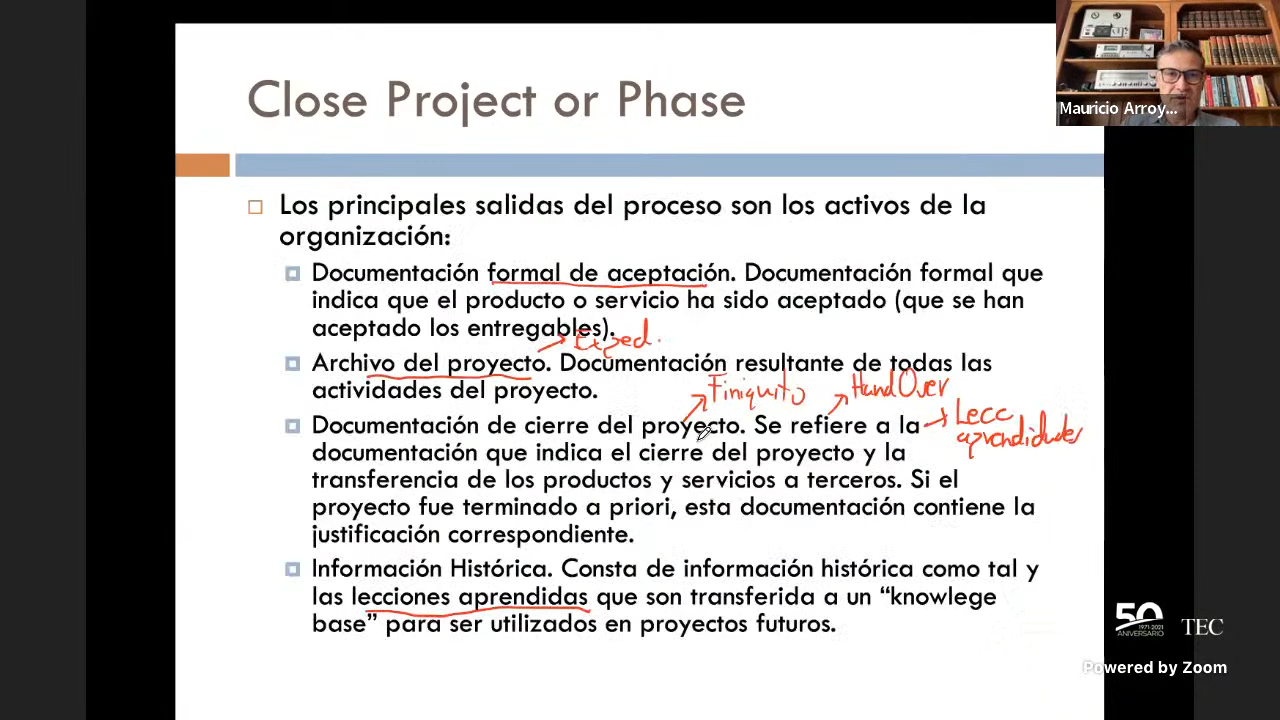 Close Project or Phase
Mauricio Arroy...
Los principales salidas del proceso son los activos de la
organización:
Documentación formal de aceptación. Documentación formal que
indica que el producto o servicio ha sido aceptado (que se han
aceptado los entregables).
Exped.
Archivo del proyecto. Documentación resultante de todas las
actividades del proyecto.
Finiquito
HandOver
Documentación de cierre del proyecto. Se refiere a la
Lecc
aprendidas
documentación que indica el cierre del proyecto y la
transferencia de los productos y servicios a terceros. Si el
proyecto fue terminado a priori, esta documentación contiene la
justificación correspondiente.
Información Histórica. Consta de información histórica como tal y
las lecciones aprendidas que son transferida a un “knowlege
base” para ser utilizados en proyectos futuros.
50
1971-2021
ANIVERSARIO
TEC
Powered by Zoom